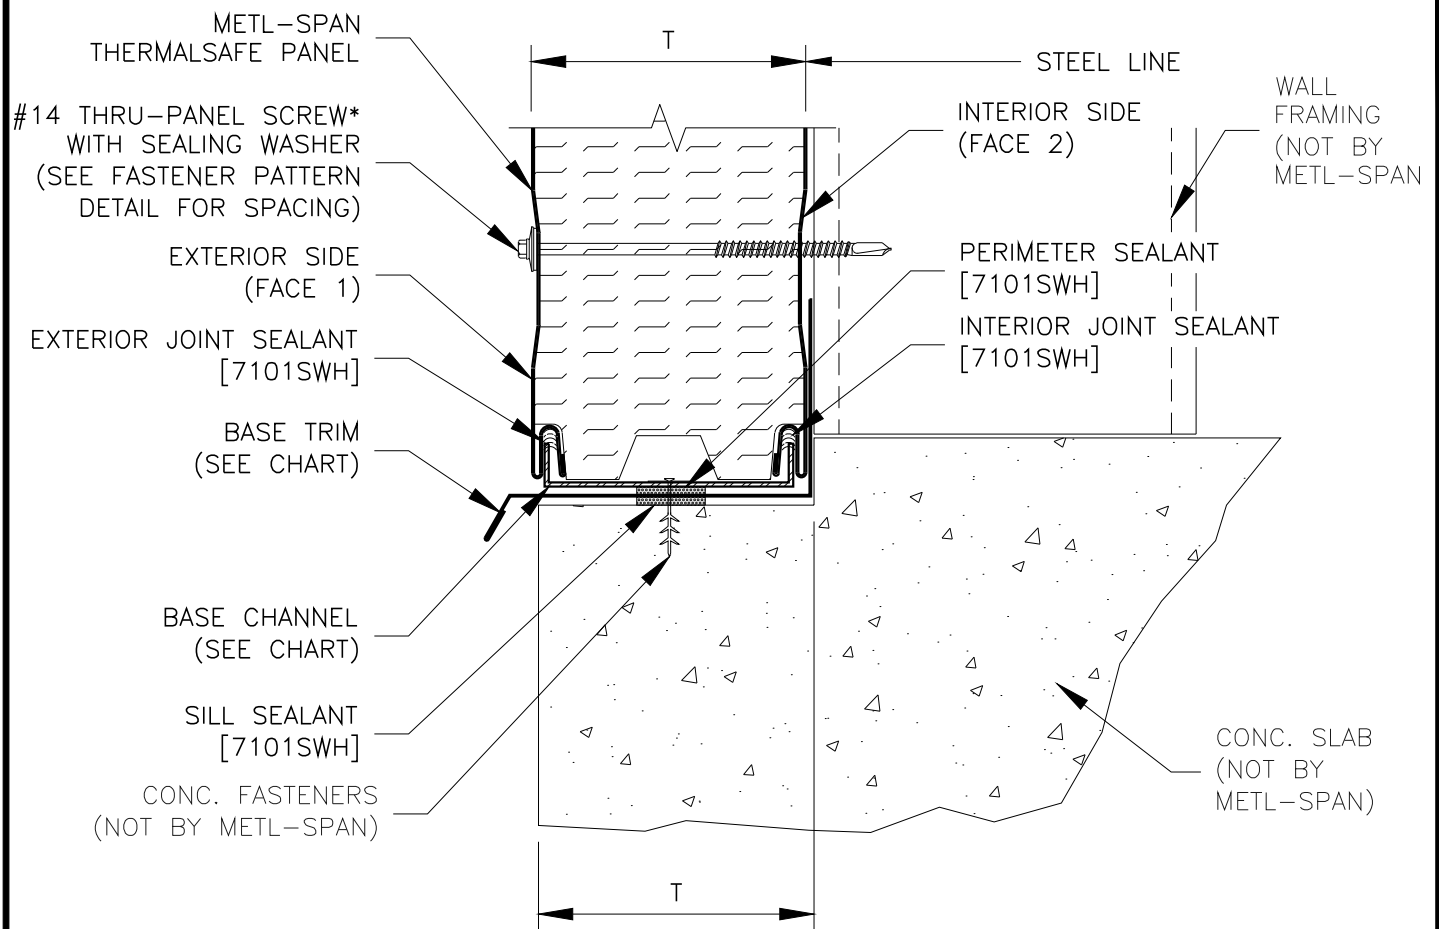 METL-SPAN
THERMALSAFE PANEL
#14 THRU-PANEL SCREW*
WITH SEALING WASHER
(SEE FASTENER PATTERN
DETAIL FOR SPACING)
EXTERIOR SIDE
(FACE 1)
EXTERIOR JOINT SEALANT
[7101SWH]
BASE TRIM
(SEE CHART)
BASE CHANNEL
(SEE CHART)
SILL SEALANT
[7101SWH]
CONC. FASTENERS
(NOT BY METL-SPAN)
T
STEEL LINE
INTERIOR SIDE
(FACE 2)
WALL
FRAMING
(NOT BY
METL-SPAN
PERIMETER SEALANT
[7101SWH]
INTERIOR JOINT SEALANT
[7101SWH]
CONC. SLAB
(NOT BY
METL-SPAN)
T